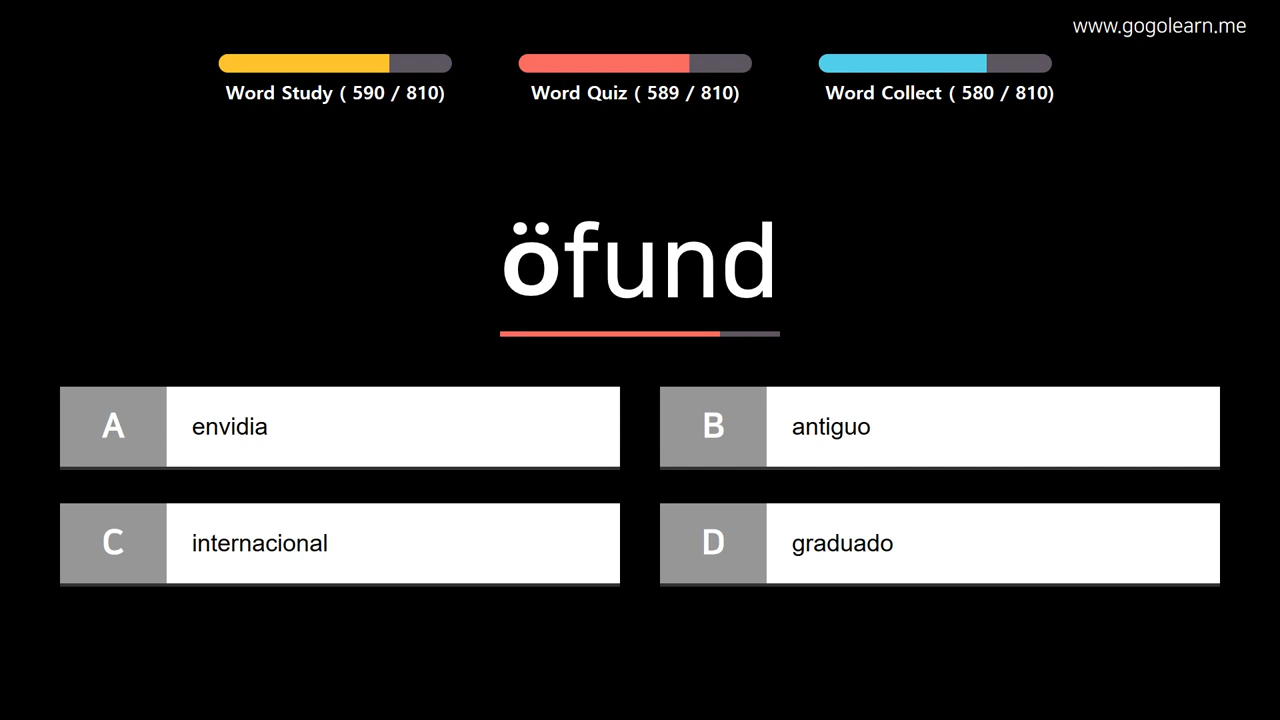 www.gogolearn.me
Word Study ( 590 / 810)
Word Quiz ( 589 / 810)
Word Collect ( 580 / 810)
öfund
A envidia
B antiguo
C internacional
D graduado